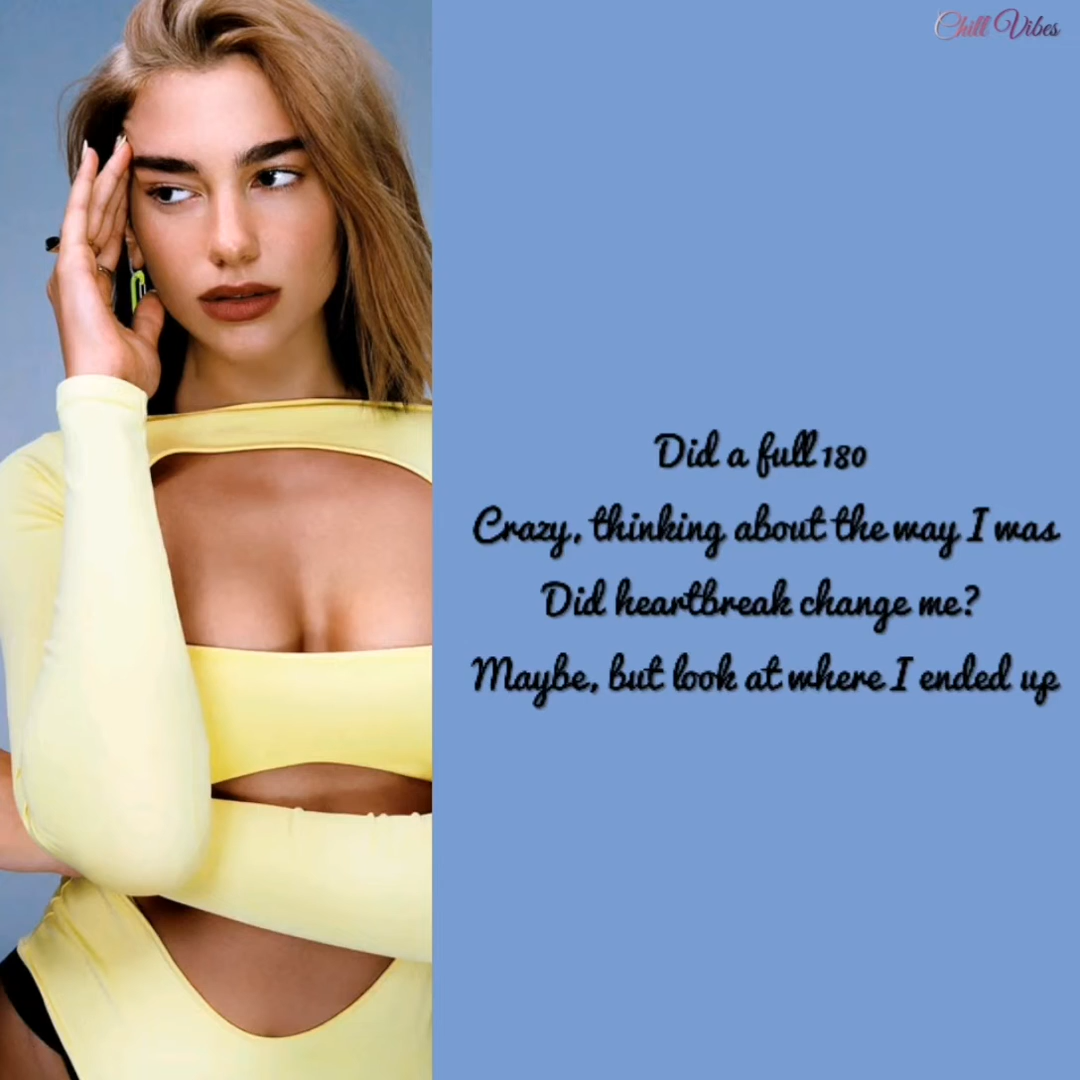 Chill Vibes
Did a full 180
Crazy, thinking about the way I was
Did heartbreak change me?
Maybe, but look at where I ended up